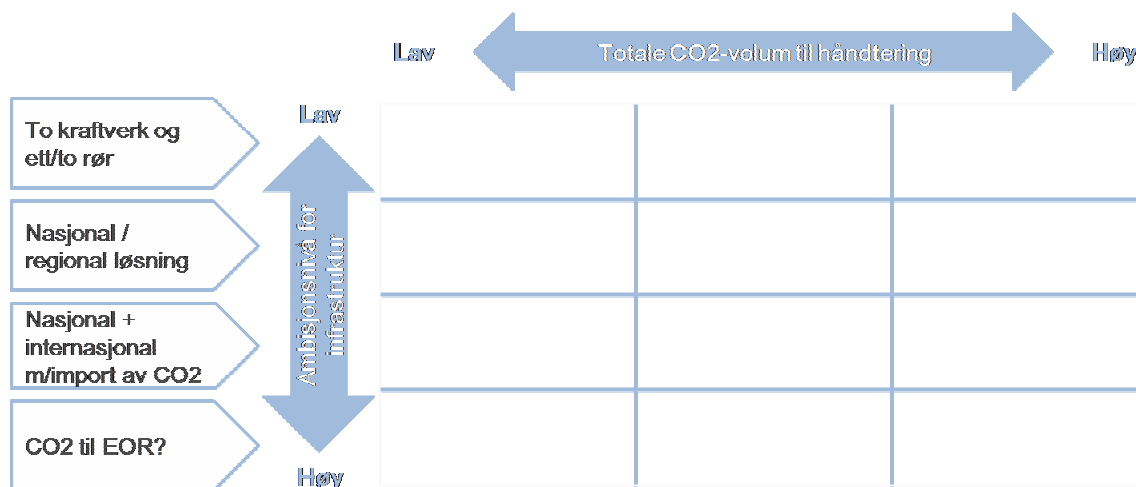 Lav
Totale CO2-volum til håndtering
Høy
To kraftverk og
ett/to rør
Lav
Nasjonal /
regional løsning
Ambisjonsnivå for
infrastruktur
Nasjonal +
internasjonal
m/import av CO2
CO2 til EOR?
Høy